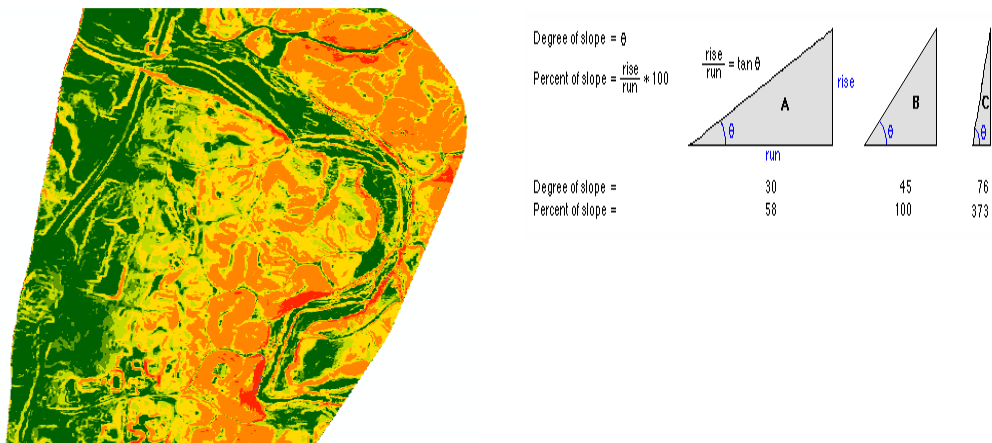 Degree of slope = θ
Percent of slope = rise/run * 100
rise/run = tan θ
A
B
C
θ
θ
θ
rise
run
Degree of slope = 30 45 76
Percent of slope = 58 100 373